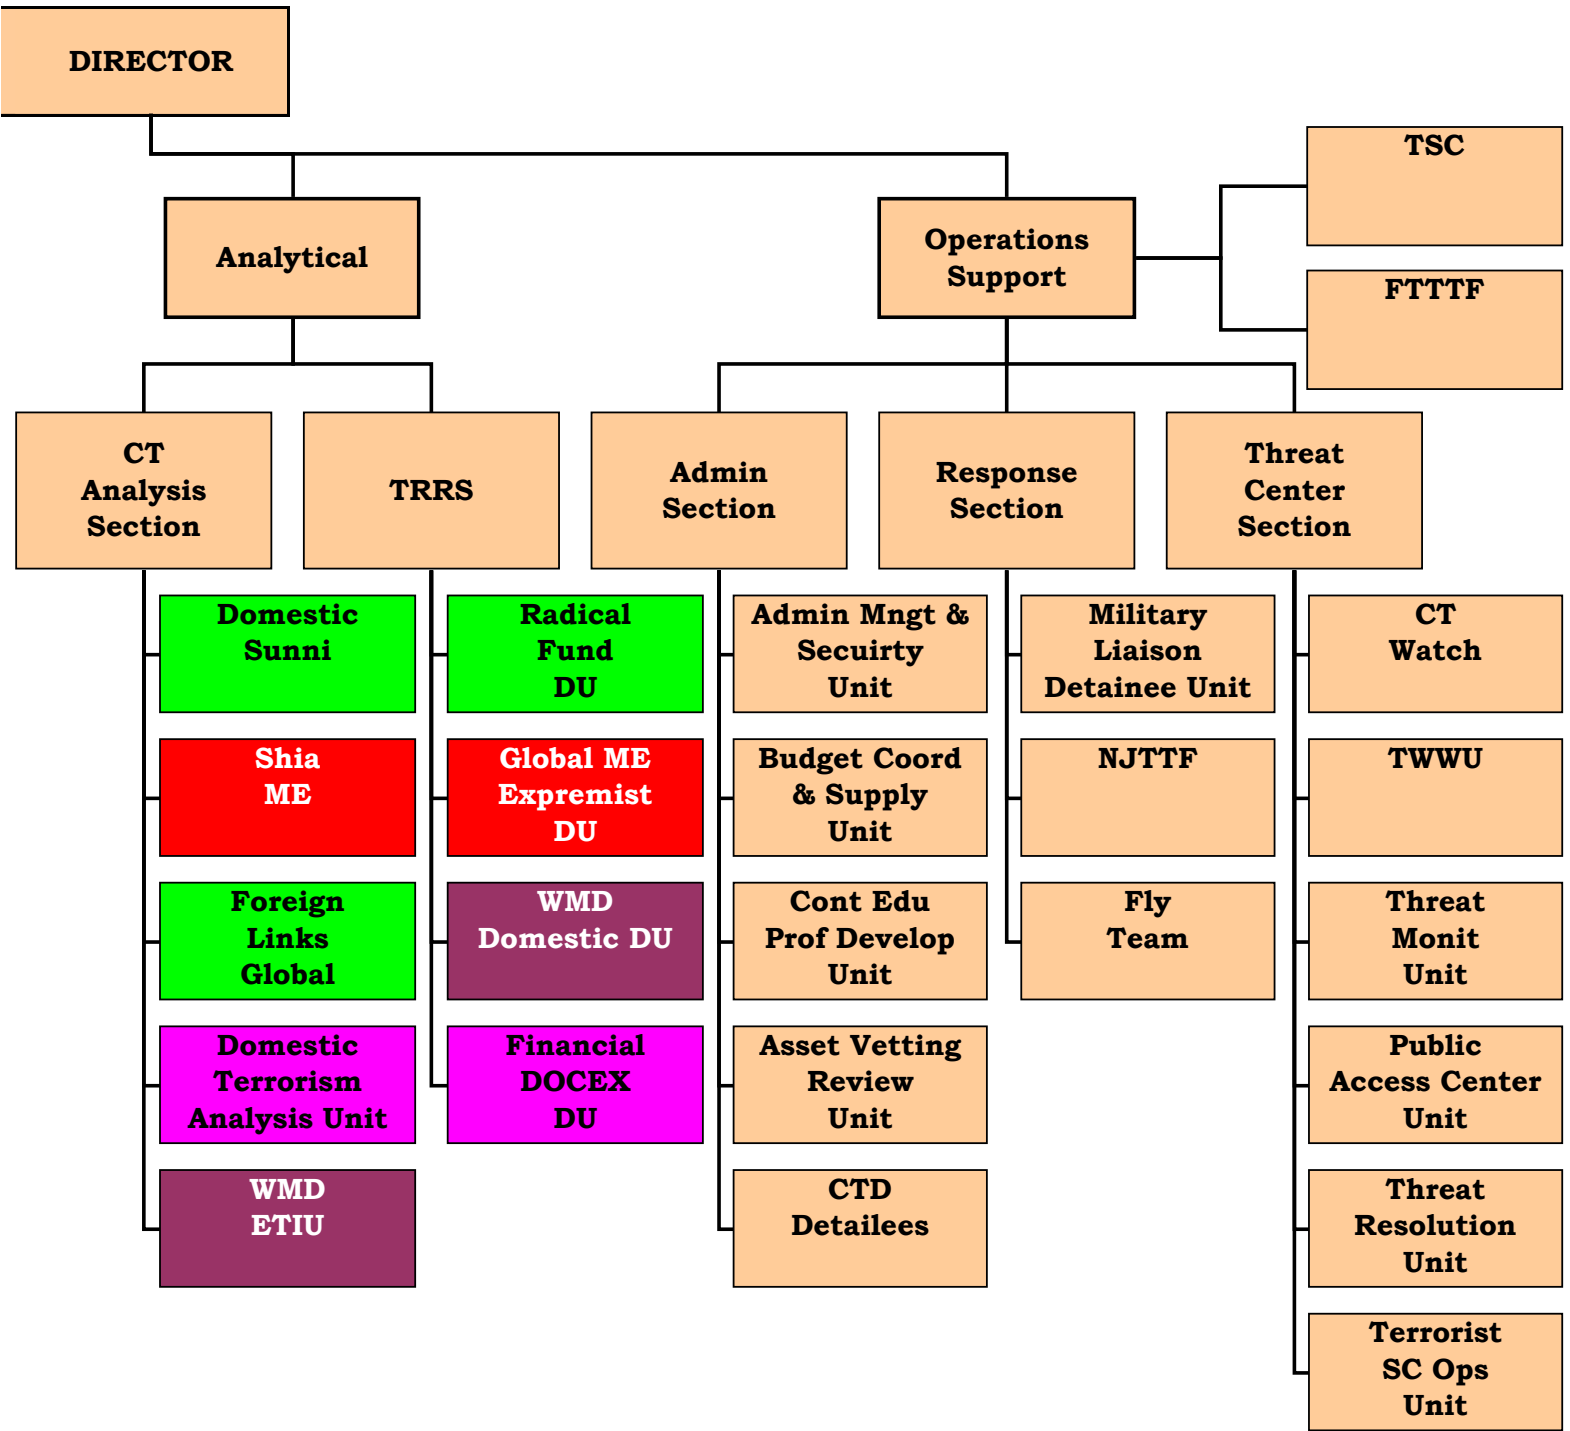 DIRECTOR
TSC
FTTTF
Analytical
Operations
Support
CT
Analysis
Section
TRRS
Admin
Section
Response
Section
Threat
Center
Section
Domestic
Sunni
Shia
ME
Foreign
Links
Global
Domestic
Terrorism
Analysis Unit
WMD
ETIU
Radical
Fund
DU
Global ME
Expremist
DU
WMD
Domestic DU
Financial
DOCEX
DU
Admin Mngt &
Secuirty
Unit
Budget Coord
& Supply
Unit
Cont Edu
Prof Develop
Unit
Asset Vetting
Review
Unit
CTD
Detailees
Military
Liaison
Detainee Unit
NJTTF
Fly
Team
CT
Watch
TWWU
Threat
Monit
Unit
Public
Access Center
Unit
Threat
Resolution
Unit
Terrorist
SC Ops
Unit